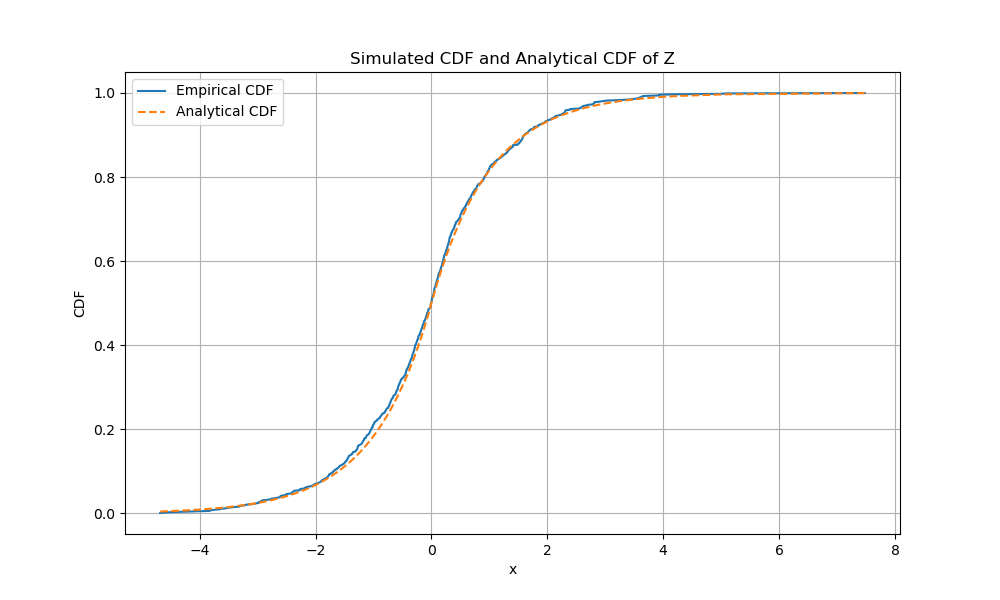 Simulated CDF and Analytical CDF of Z
Empirical CDF
Analytical CDF
1.0
0.8
0.6
0.4
0.2
0.0
CDF
−4
−2
0
2
4
6
8
x